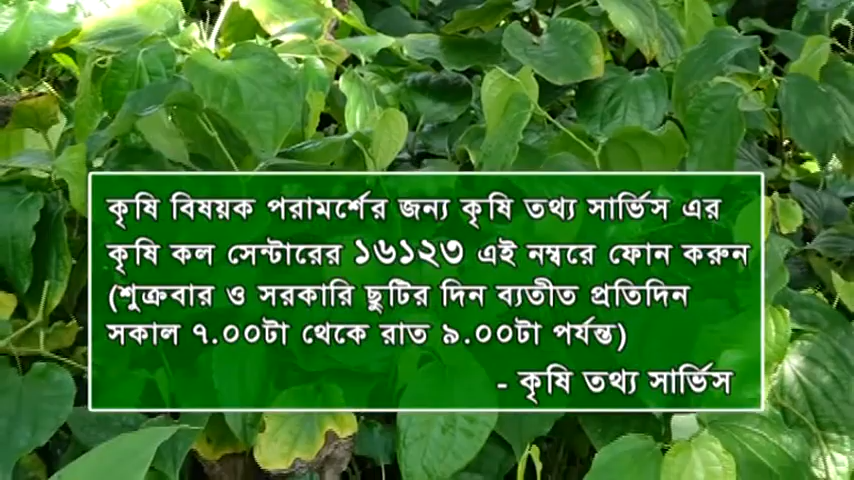 কৃষি বিষয়ক পরামর্শের জন্য কৃষি তথ্য সার্ভিস এর
কৃষি কল সেন্টারের ১৬১২৩ এই নম্বরে ফোন করুন
(শুক্রবার ও সরকারি ছুটির দিন ব্যতীত প্রতিদিন
সকাল ৭.০০টা থেকে রাত ৯.০০টা পর্যন্ত)
- কৃষি তথ্য সার্ভিস